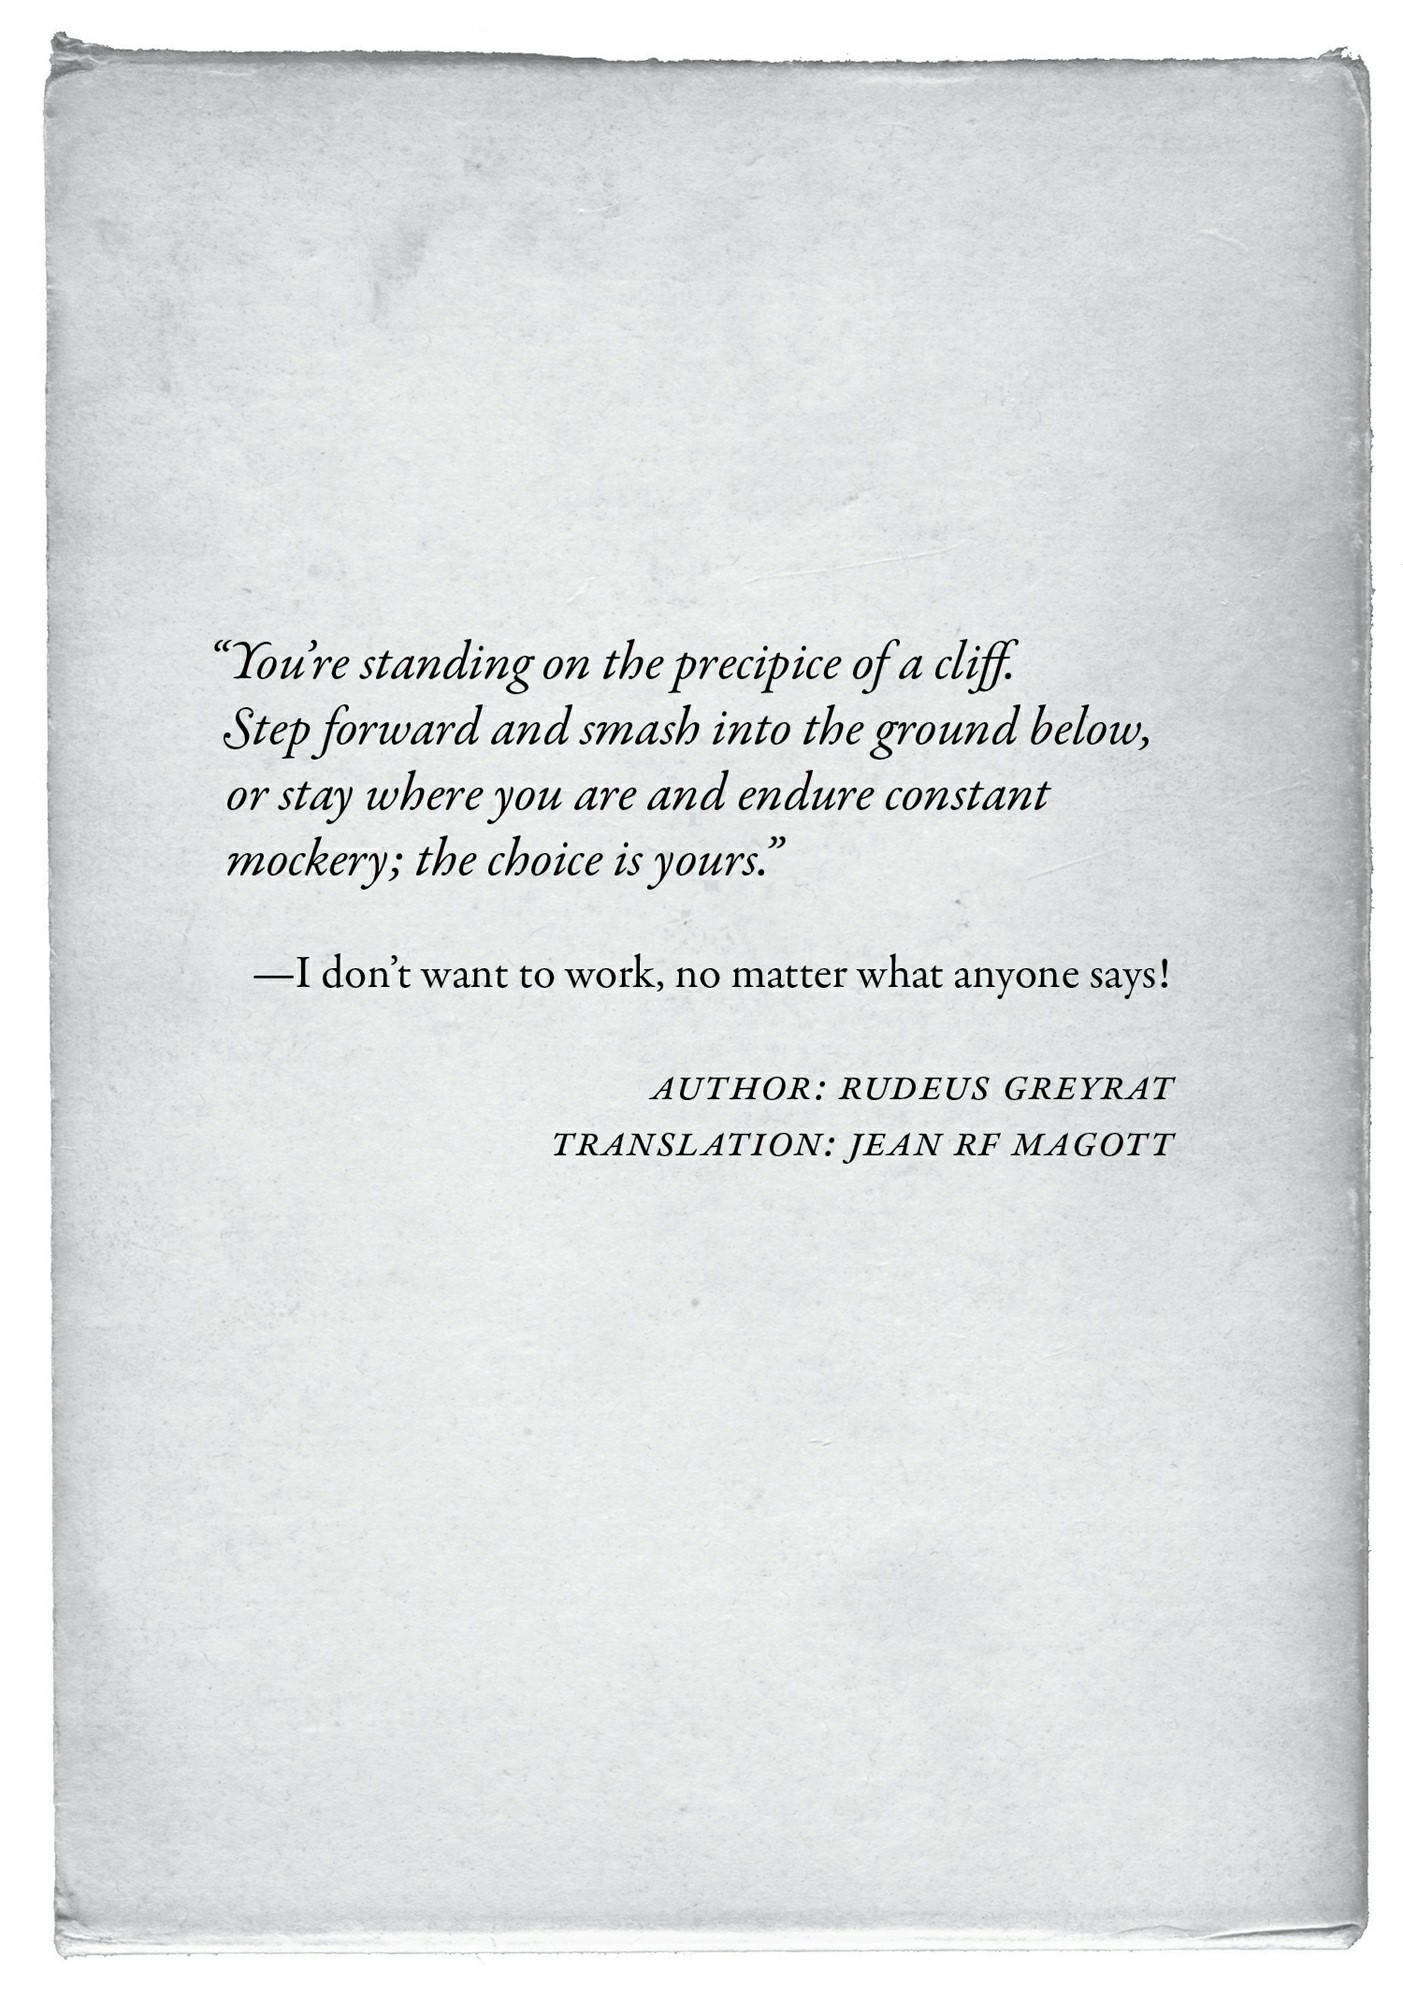 “You’re standing on the precipice of a cliff.
Step forward and smash into the ground below,
or stay where you are and endure constant
mockery; the choice is yours.”
—I don’t want to work, no matter what anyone says!
AUTHOR: RUDEUS GREYRAT
TRANSLATION: JEAN RF MAGOTT